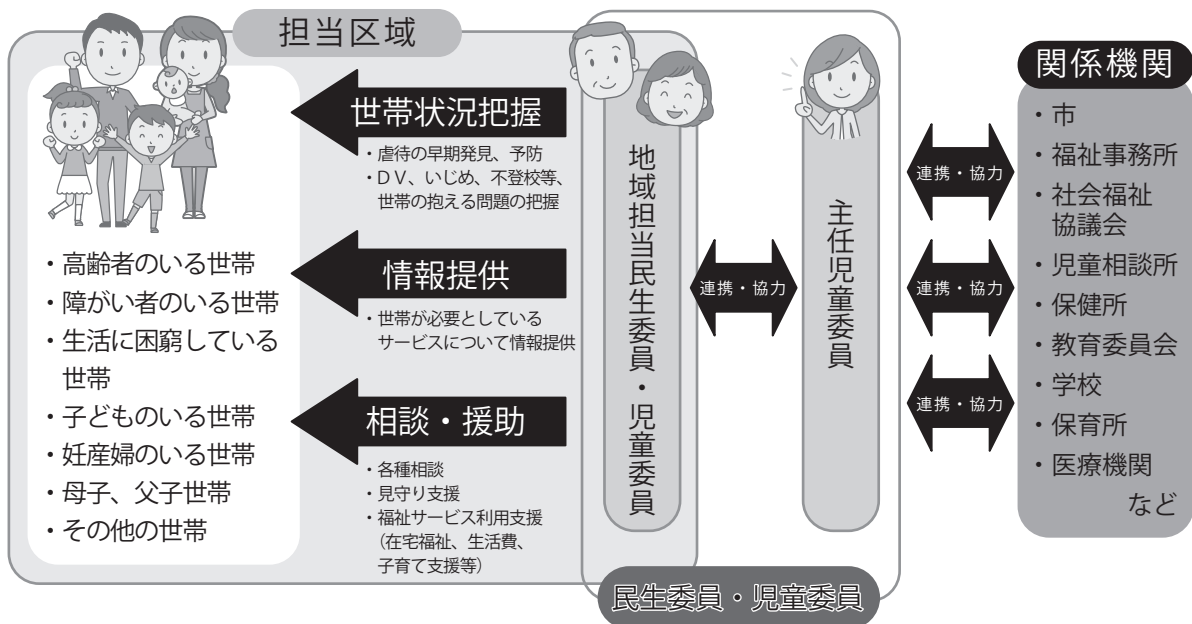 担当区域
・高齢者のいる世帯
・障がい者のいる世帯
・生活に困窮している
世帯
・子どものいる世帯
・妊産婦のいる世帯
・母子、父子世帯
・その他の世帯
世帯状況把握
・虐待の早期発見、予防
・ＤＶ、いじめ、不登校等、
世帯の抱える問題の把握
情報提供
・世帯が必要としている
サービスについて情報提供
相談・援助
・各種相談
・見守り支援
・福祉サービス利用支援
（在宅福祉、生活費、
子育て支援等）
地域担当民生委員・児童委員
連携・協力
主任児童委員
民生委員・児童委員
連携・協力
連携・協力
連携・協力
関係機関
・市
・福祉事務所
・社会福祉
協議会
・児童相談所
・保健所
・教育委員会
・学校
・保育所
・医療機関
など